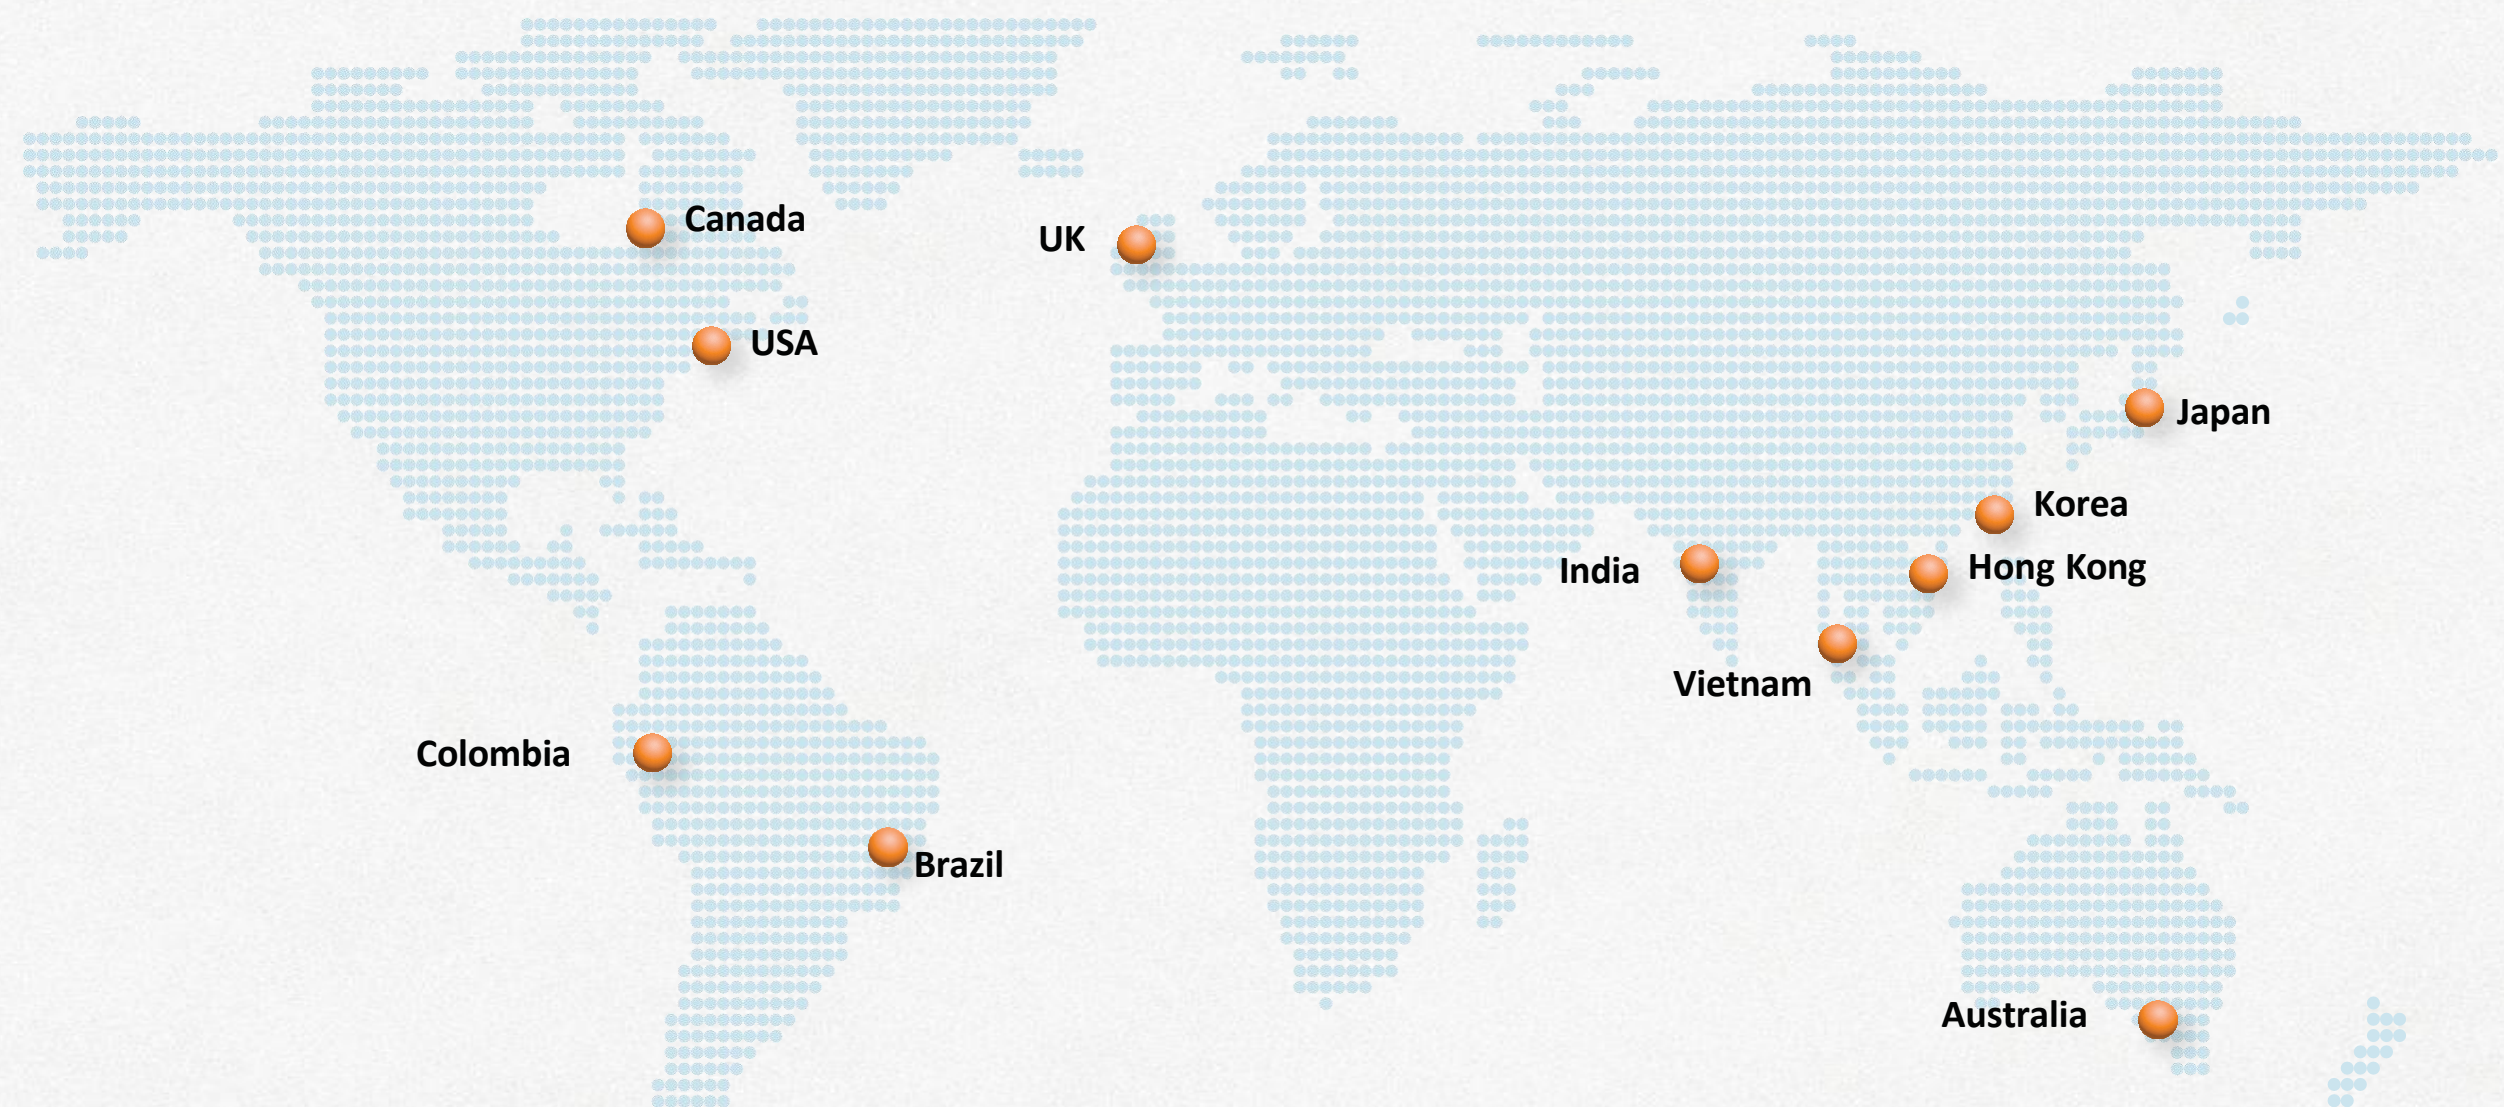 Canada
UK
USA
Japan
Korea
India
Hong Kong
Vietnam
Colombia
Brazil
Australia